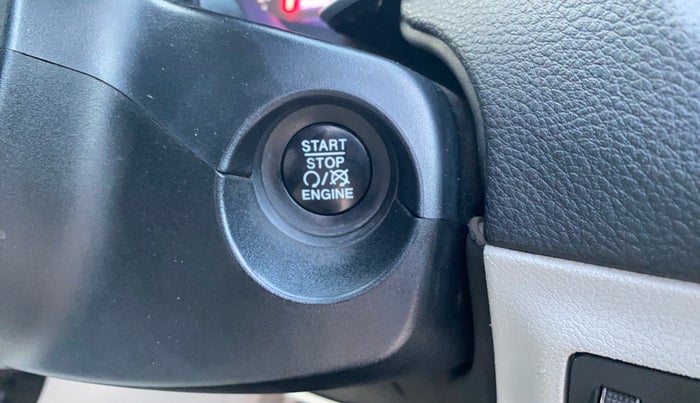 START
STOP
/
ENGINE